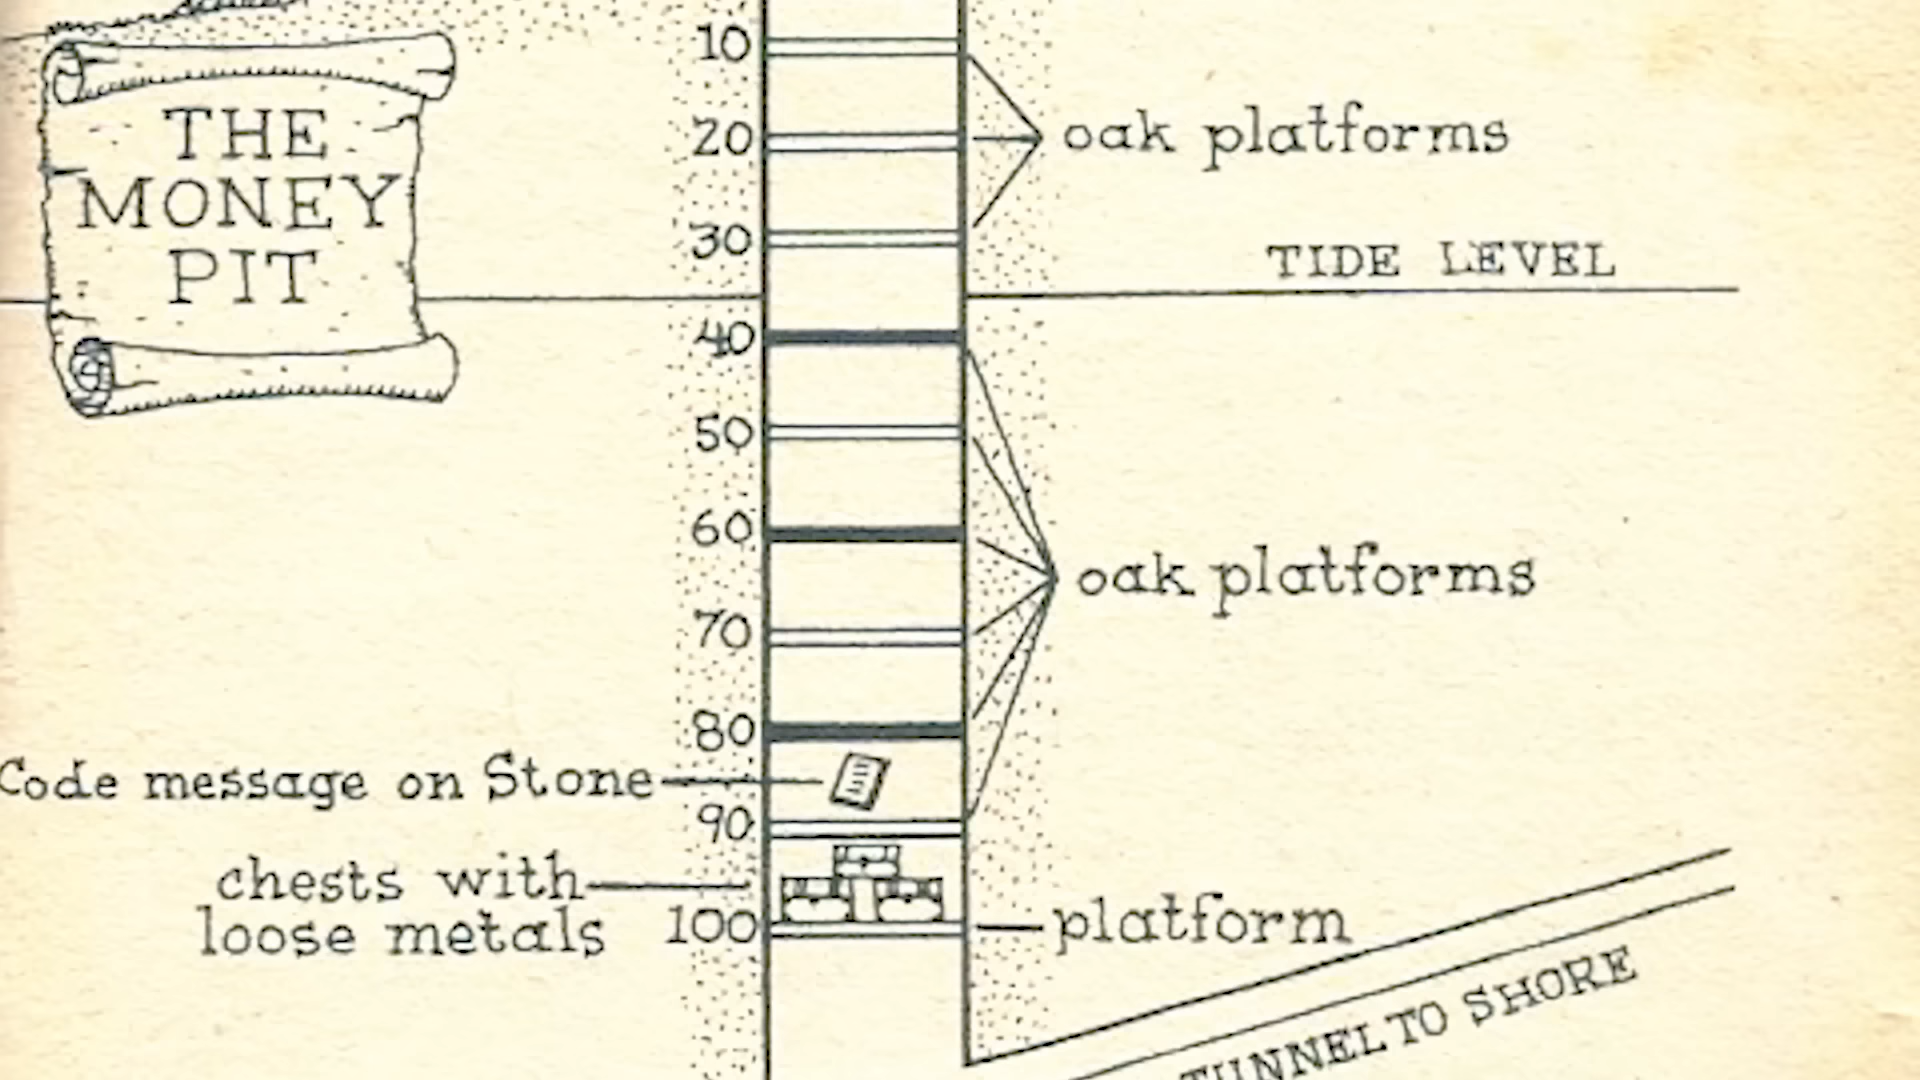 THE
MONEY
PIT
10
20
oak platforms
30
TIDE LEVEL
40
50
60
oak platforms
70
80
Code message on Stone
90
chests with
loose metals
100
platform
TUNNEL TO SHORE